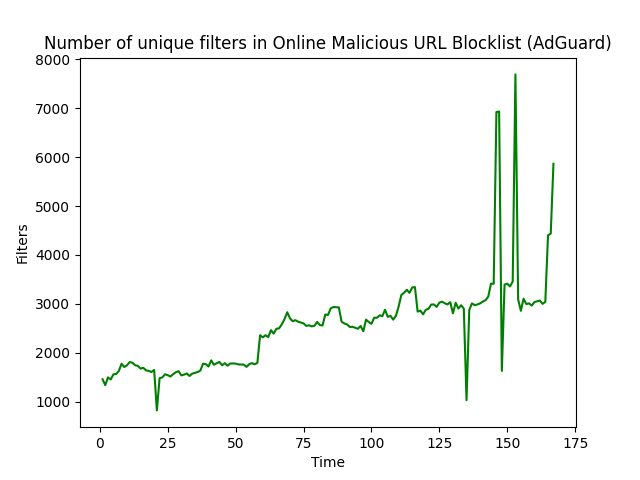 Number of unique filters in Online Malicious URL Blocklist (AdGuard)
8000
7000
6000
5000
4000
3000
2000
1000
Filters
0 25 50 75 100 125 150 175
Time